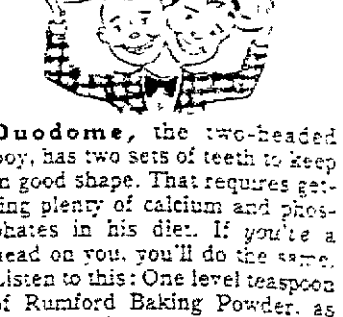 Duodome, the two-headed
boy, has two sets of teeth to keep
in good shape. That requires get-
ting plenty of calcium and phos-
phates in his diet. If you've a
head on you, you'll do the same.
Listen to this: One level teaspoon
of Rumford Baking Powder, as